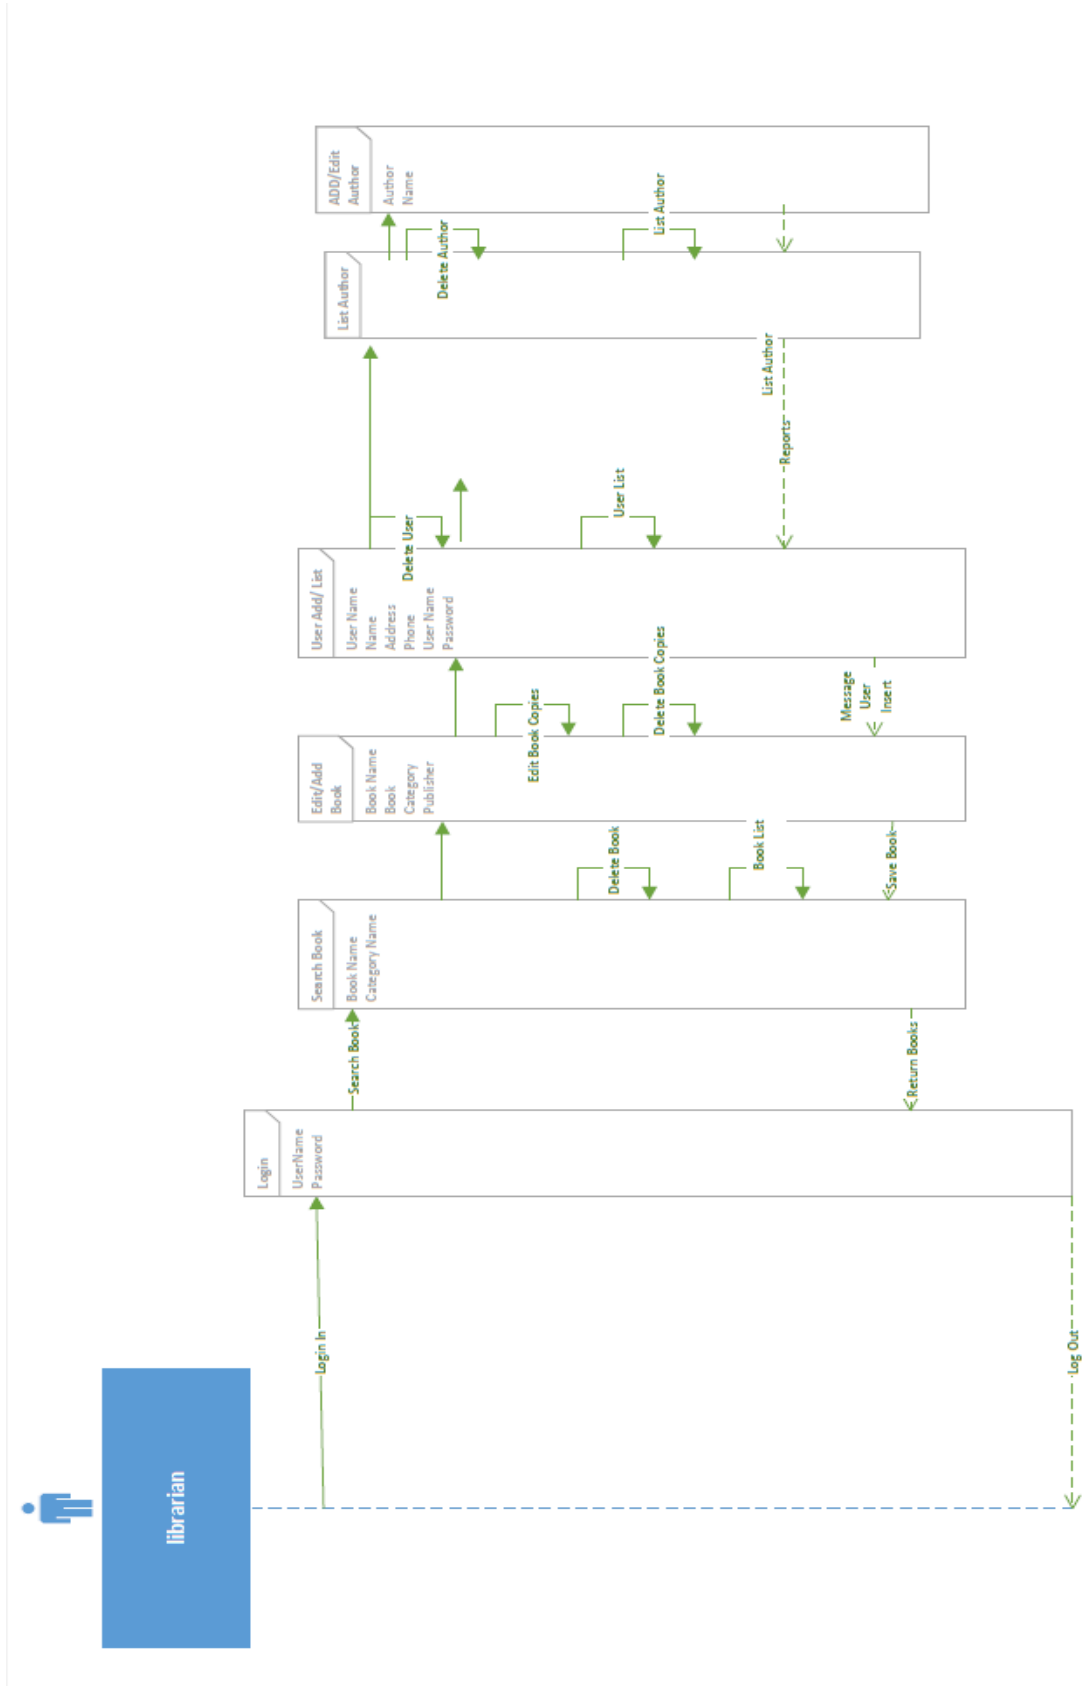 librarian
Login In
Log Out
Login
UserName
Password
Search Book
Return Books
Search Book
Book Name
Category Name
Delete Book
Book List
Save Book
Edit/Add
Book
Book Name
Book
Category
Publisher
Edit Book Copies
Delete Book Copies
Message
User
Insert
User Add/ List
User Name
Name
Address
Phone
User Name
Password
Delete User
User List
Reports
List Author
List Author
Delete Author
List Author
ADD/Edit
Author
Author
Name